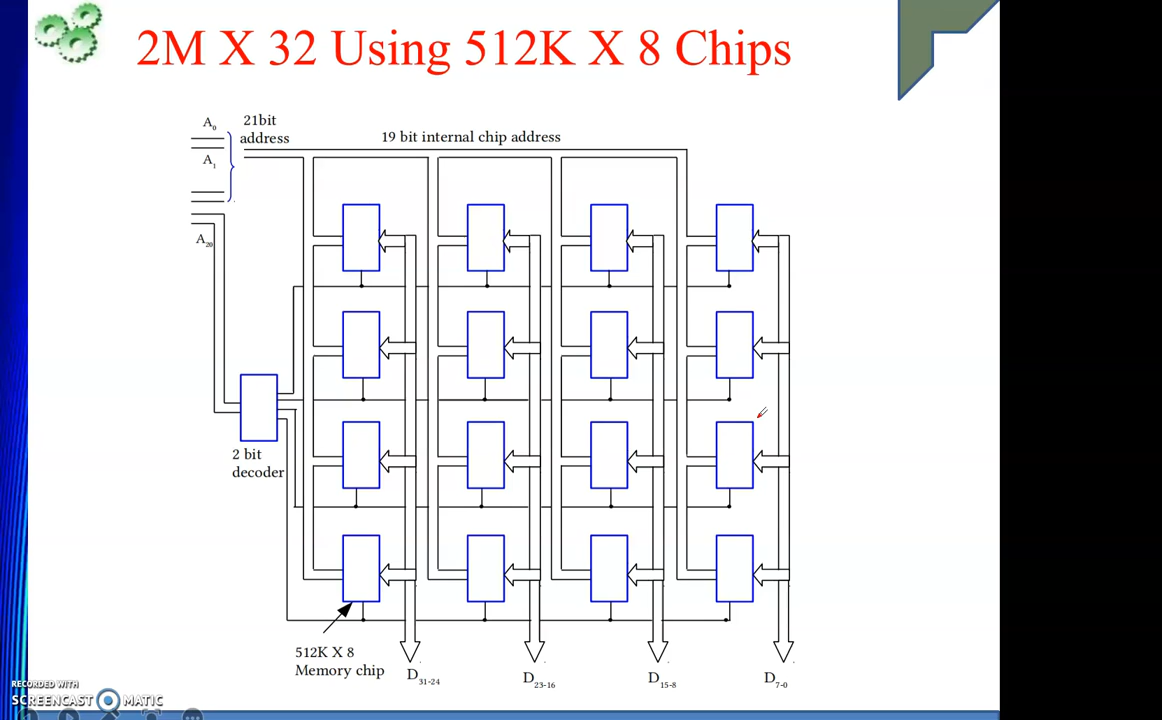 2M X 32 Using 512K X 8 Chips
A0
21bit
address
19 bit internal chip address
A1
A20
2 bit
decoder
512K X 8
Memory chip
D31-24
D23-16
D15-8
D7-0
RECORDED WITH
SCREENCAST MATIC